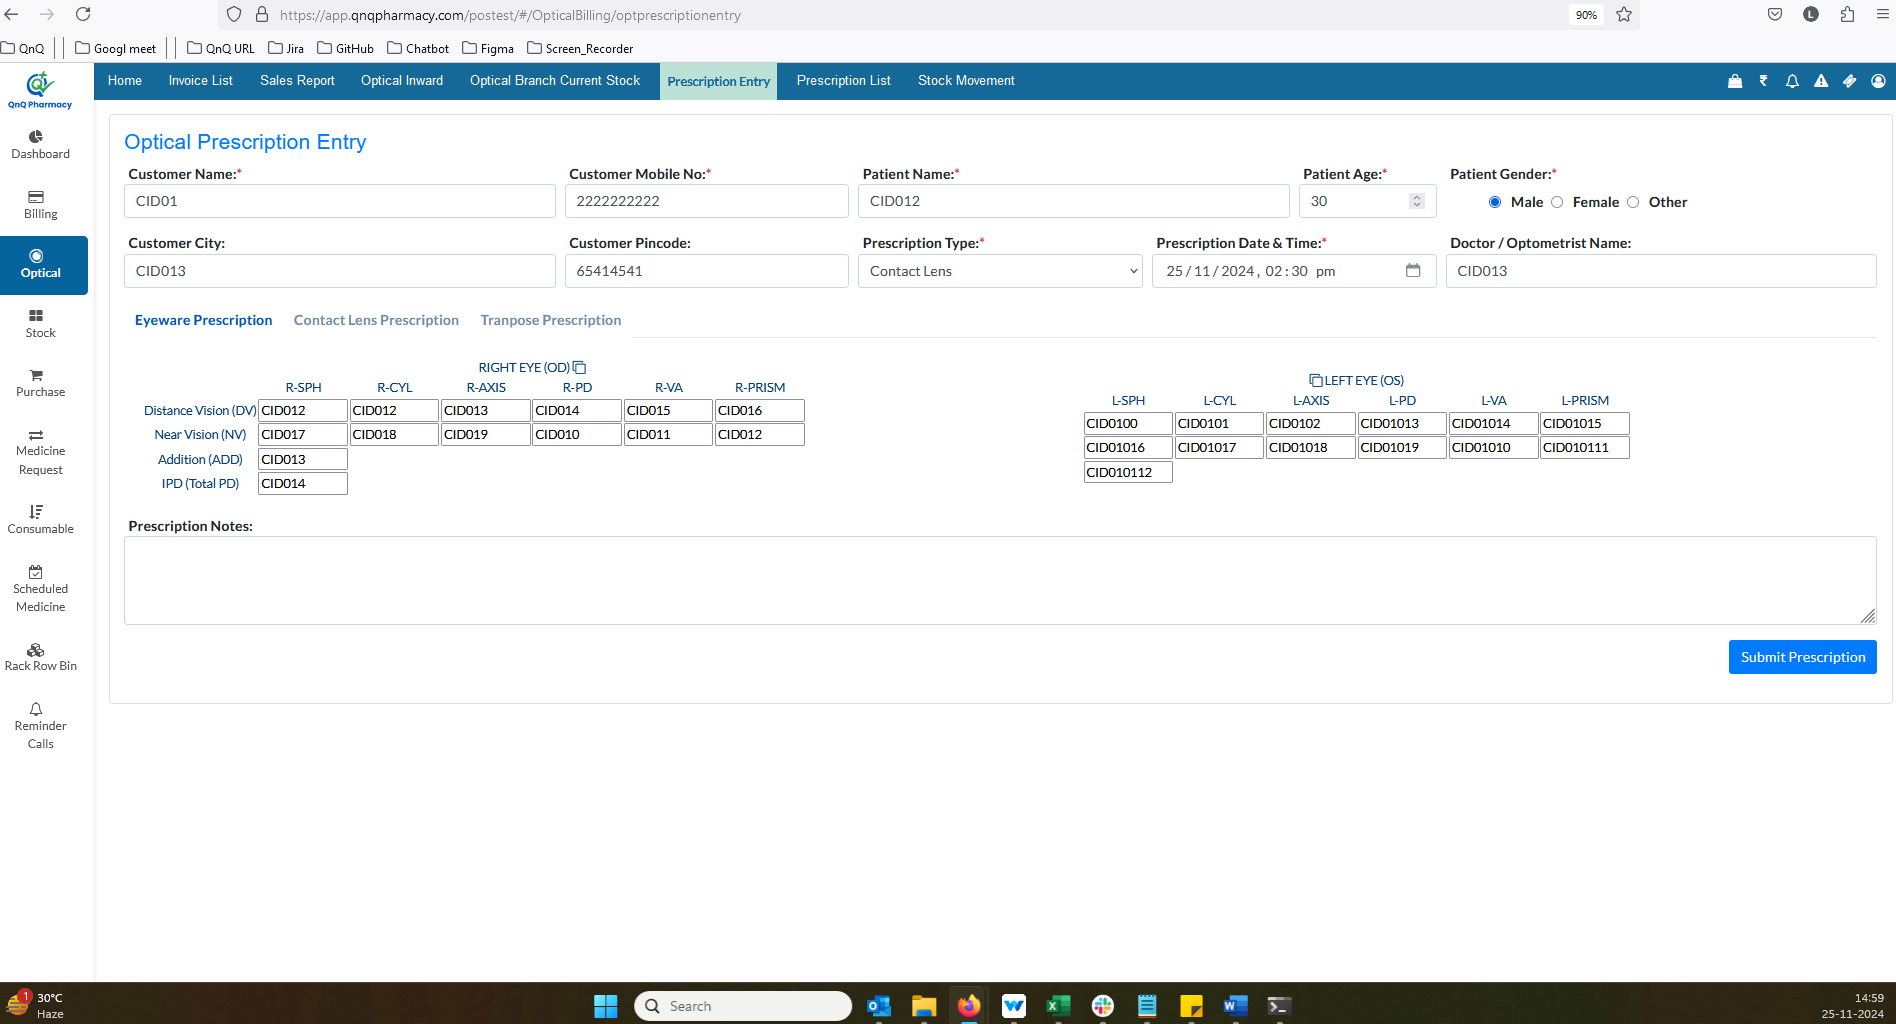 https://app.qnqpharmacy.com/postest/#/OpticalBilling/optprescriptionentry
90%
L
QnQ
Googl meet
QnQ URL
Jira
GitHub
Chatbot
Figma
Screen_Recorder
QnQ Pharmacy
Home Invoice List Sales Report Optical Inward Optical Branch Current Stock Prescription Entry Prescription List Stock Movement
Dashboard
Billing
Optical
Stock
Purchase
Medicine
Request
Consumable
Scheduled
Medicine
Rack Row Bin
Reminder
Calls
Optical Prescription Entry
Customer Name:* Customer Mobile No:* Patient Name:* Patient Age:* Patient Gender:*
CID01 2222222222 CID012 30 Male Female Other
Customer City: Customer Pincode: Prescription Type:* Prescription Date & Time:* Doctor / Optometrist Name:
CID013 65414541 Contact Lens 25/11/2024, 02:30 pm CID013
Eyeware Prescription Contact Lens Prescription Tranpose Prescription
RIGHT EYE (OD)
R-SPH R-CYL R-AXIS R-PD R-VA R-PRISM
Distance Vision (DV) CID012 CID012 CID013 CID014 CID015 CID016
Near Vision (NV) CID017 CID018 CID019 CID010 CID011 CID012
Addition (ADD) CID013
IPD (Total PD) CID014
LEFT EYE (OS)
L-SPH L-CYL L-AXIS L-PD L-VA L-PRISM
CID0100 CID0101 CID0102 CID01013 CID01014 CID01015
CID01016 CID01017 CID01018 CID01019 CID01010 CID010111
CID010112
Prescription Notes:
Submit Prescription
1
30°C
Haze
Search
14:59
25-11-2024